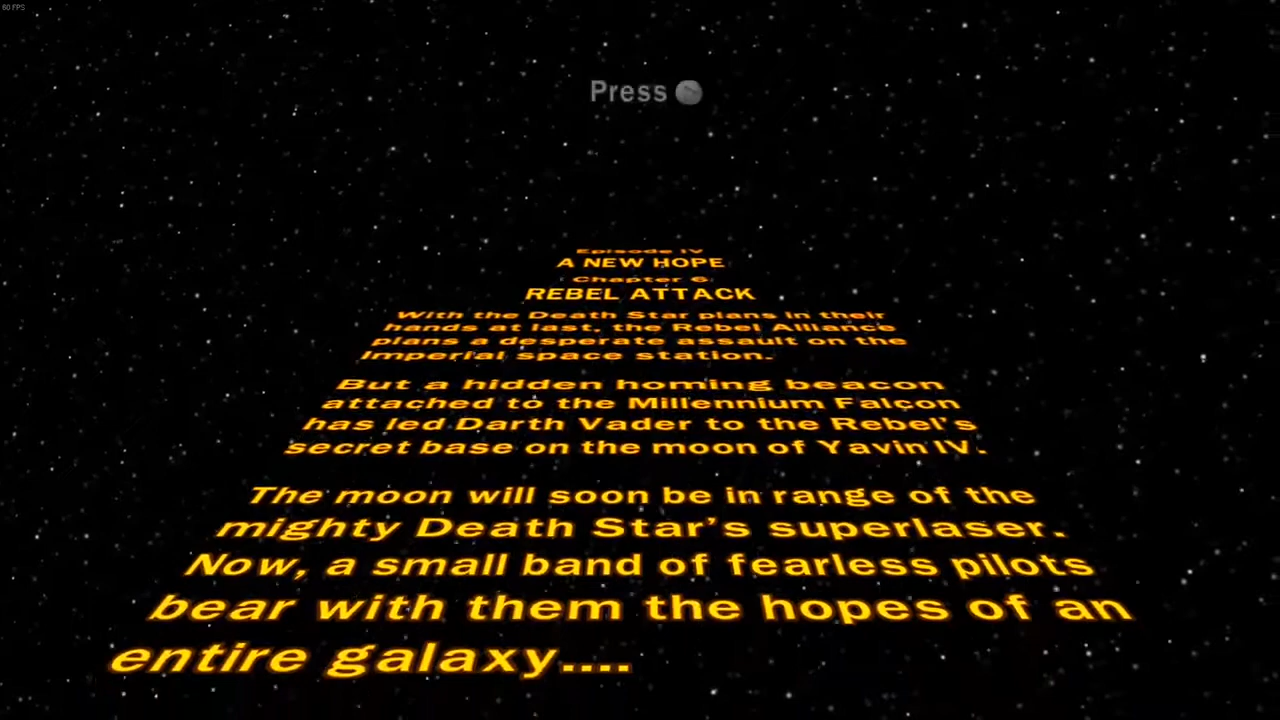 60 FPS
Press
Episode IV
A NEW HOPE
Chapter 6
REBEL ATTACK
With the Death Star plans in their
hands at last, the Rebel Alliance
plans a desperate assault on the
Imperial space station.
But a hidden homing beacon
attached to the Millennium Falcon
has led Darth Vader to the Rebel's
secret base on the moon of Yavin IV.
The moon will soon be in range of the
mighty Death Star's superlaser.
Now, a small band of fearless pilots
bear with them the hopes of an
entire galaxy....